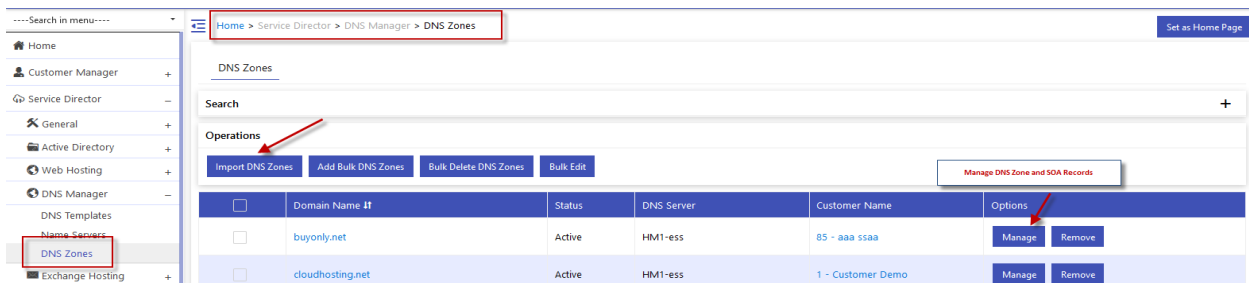 ----Search in menu----
Home > Service Director > DNS Manager > DNS Zones
Set as Home Page
Home
Customer Manager +
Service Director –
General +
Active Directory +
Web Hosting +
DNS Manager –
DNS Templates
Name Servers
DNS Zones
Exchange Hosting +
DNS Zones
Search +
Operations
Import DNS Zones Add Bulk DNS Zones Bulk Delete DNS Zones Bulk Edit
Manage DNS Zone and SOA Records
Domain Name Status DNS Server Customer Name Options
buyonly.net Active HM1-ess 85 - aaa ssaa Manage Remove
cloudhosting.net Active HM1-ess 1 - Customer Demo Manage Remove